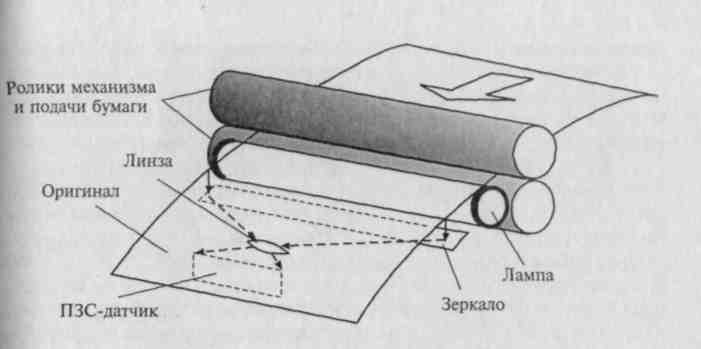 Ролики механизма
и подачи бумаги
Линза
Оригинал
ПЗС-датчик
Лампа
Зеркало